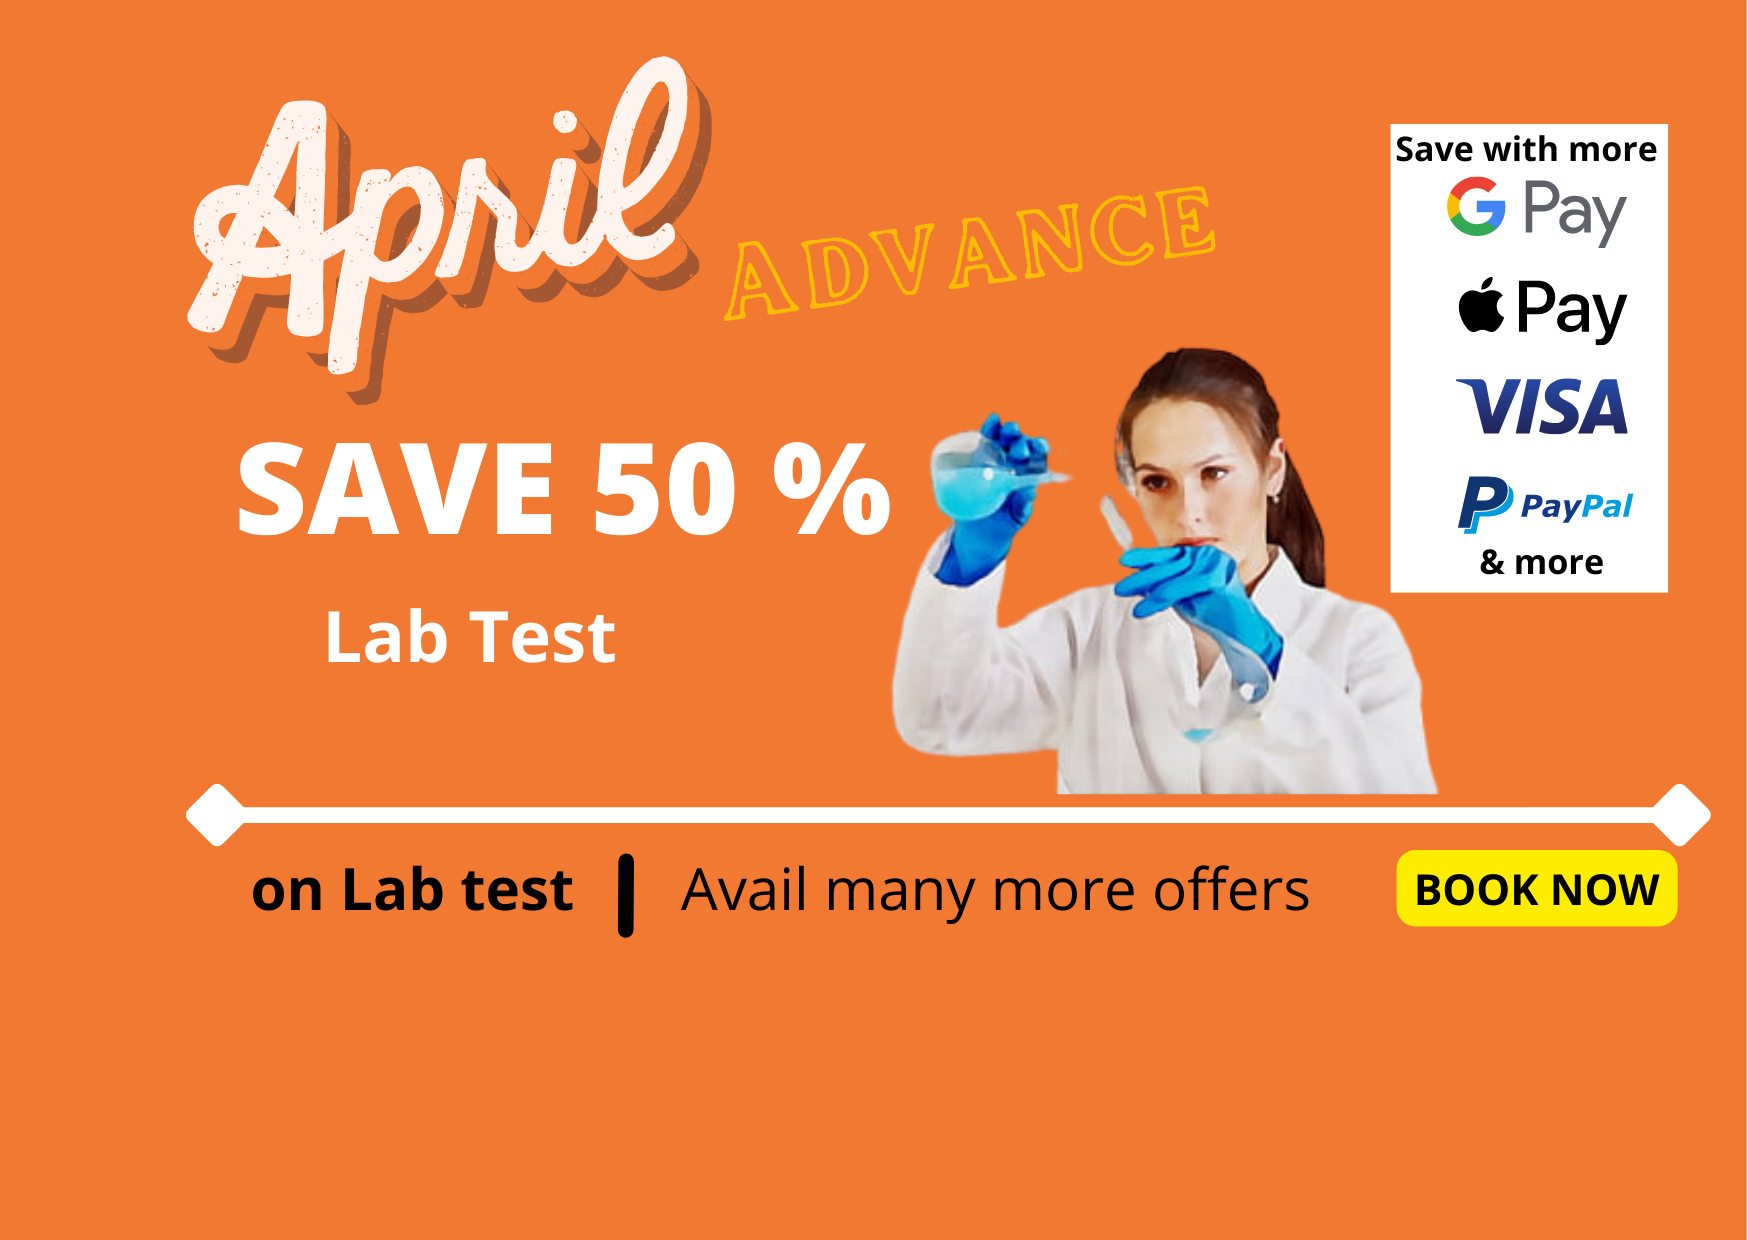 April
ADVANCE
SAVE 50 %
Lab Test
Save with more
G Pay
Pay
VISA
PayPal
& more
on Lab test
Avail many more offers
BOOK NOW